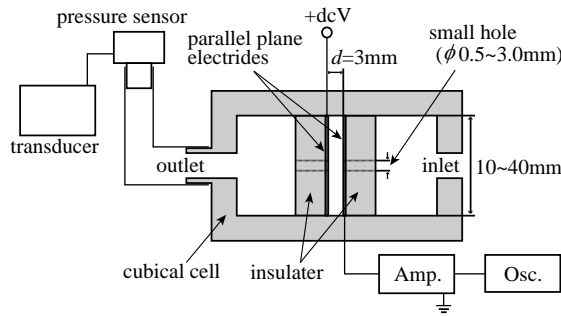 pressure sensor
+dcV
parallel plane
electrides
d=3mm
small hole
(ϕ0.5~3.0mm)
transducer
outlet
inlet
10~40mm
cubical cell
insulater
Amp.
Osc.